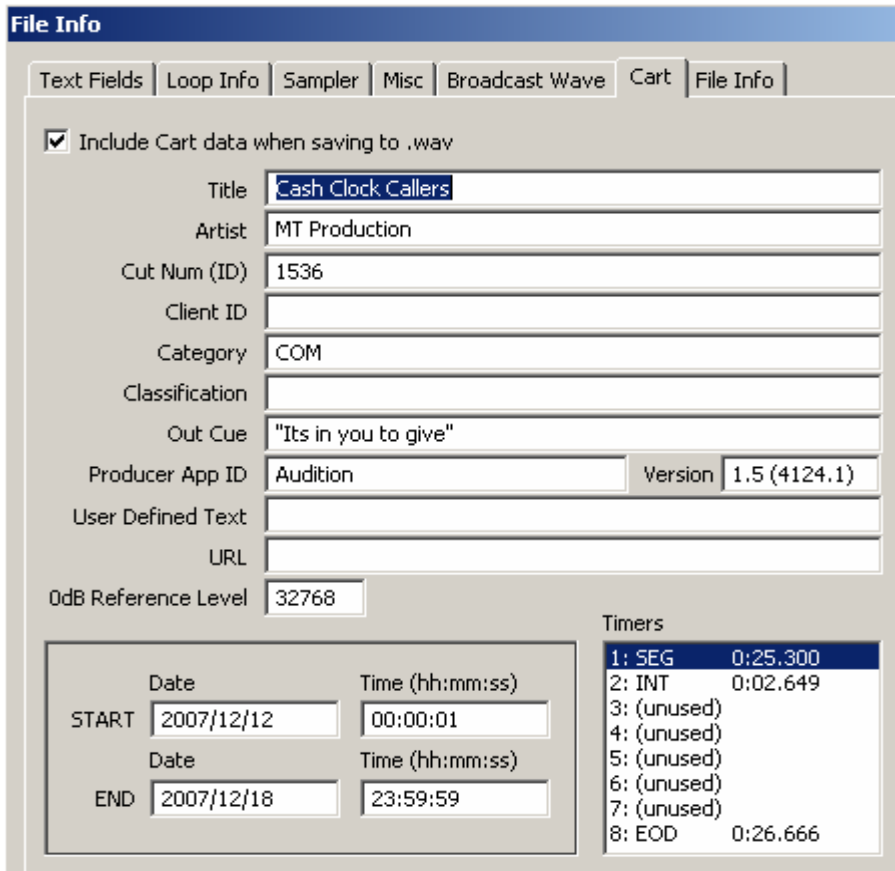 File Info
Text Fields Loop Info Sampler Misc Broadcast Wave Cart File Info
Include Cart data when saving to .wav
Title Cash Clock Callers
Artist MT Production
Cut Num (ID) 1536
Client ID
Category COM
Classification
Out Cue "Its in you to give"
Producer App ID Audition Version 1.5 (4124.1)
User Defined Text
URL
0dB Reference Level 32768
Date Time (hh:mm:ss)
START 2007/12/12 00:00:01
Date Time (hh:mm:ss)
END 2007/12/18 23:59:59
Timers
1: SEG 0:25.300
2: INT 0:02.649
3: (unused)
4: (unused)
5: (unused)
6: (unused)
7: (unused)
8: EOD 0:26.666